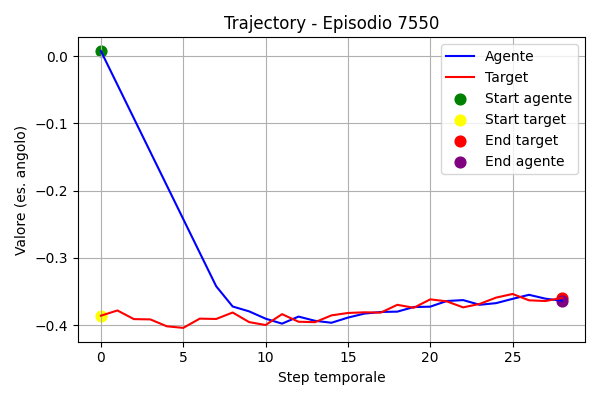 Trajectory - Episodio 7550
Agente
Target
Start agente
Start target
End target
End agente
Valore (es. angolo)
0.0
−0.1
−0.2
−0.3
−0.4
0 5 10 15 20 25
Step temporale